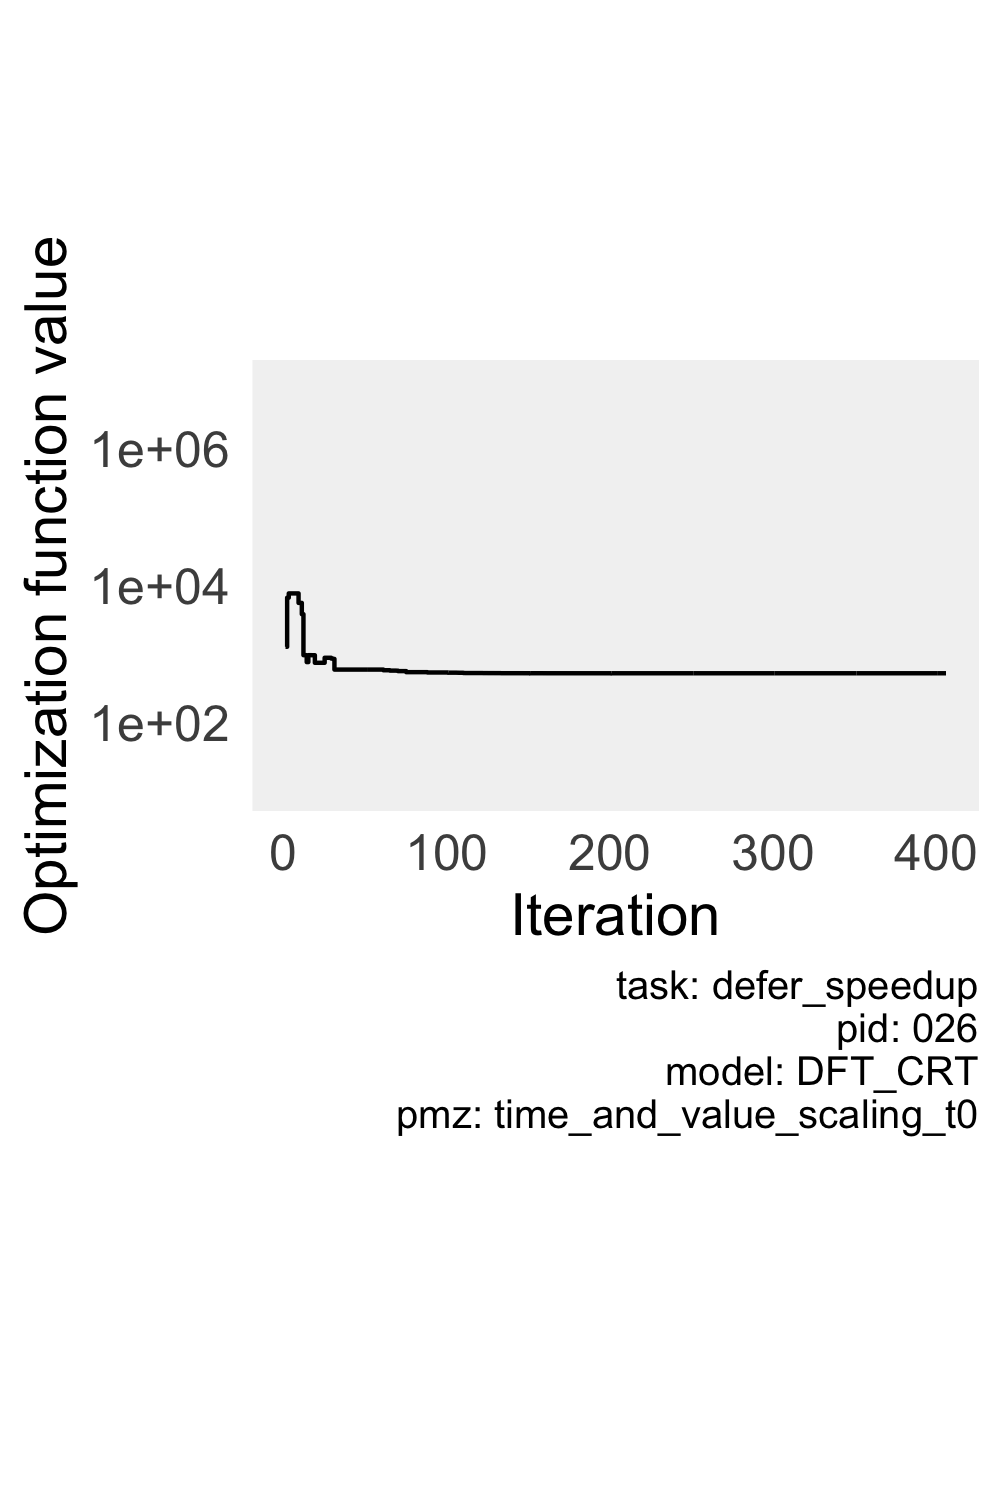 Optimization function value
1e+06
1e+04
1e+02
0 100 200 300 400
Iteration
task: defer_speedup
pid: 026
model: DFT_CRT
pmz: time_and_value_scaling_t0